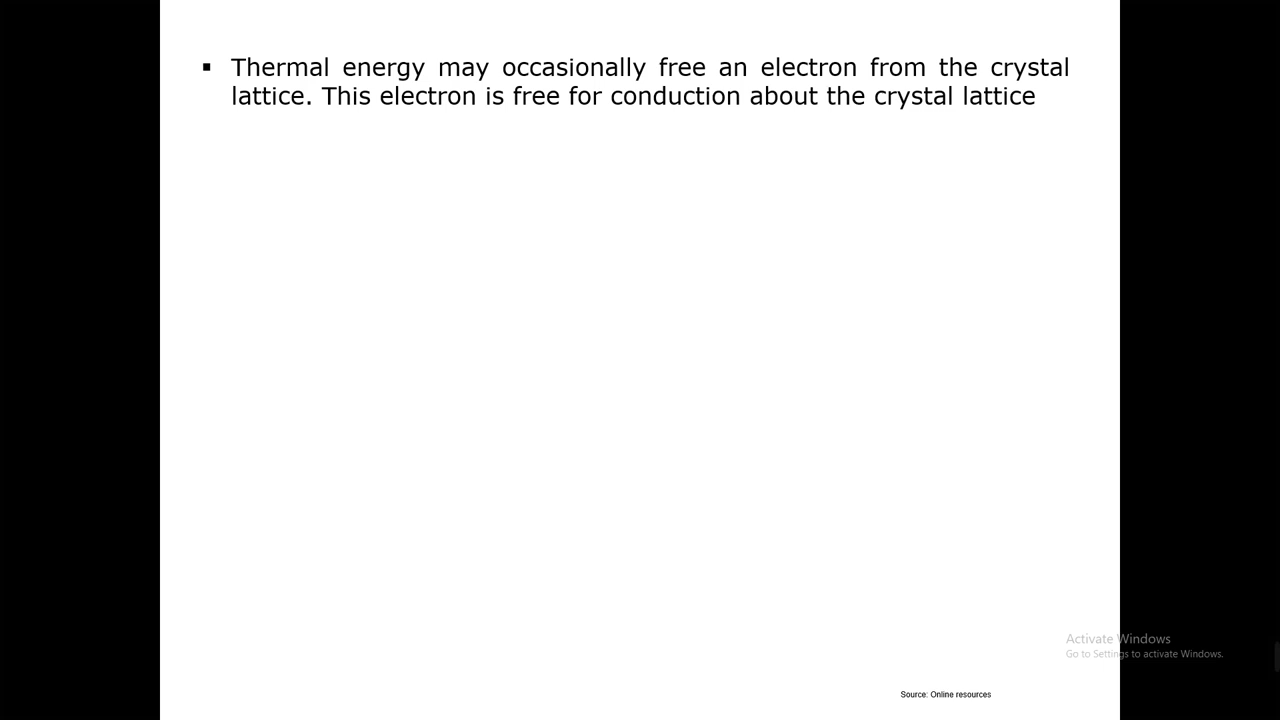 ▪ Thermal energy may occasionally free an electron from the crystal
lattice. This electron is free for conduction about the crystal lattice
Activate Windows
Go to Settings to activate Windows.
Source: Online resources